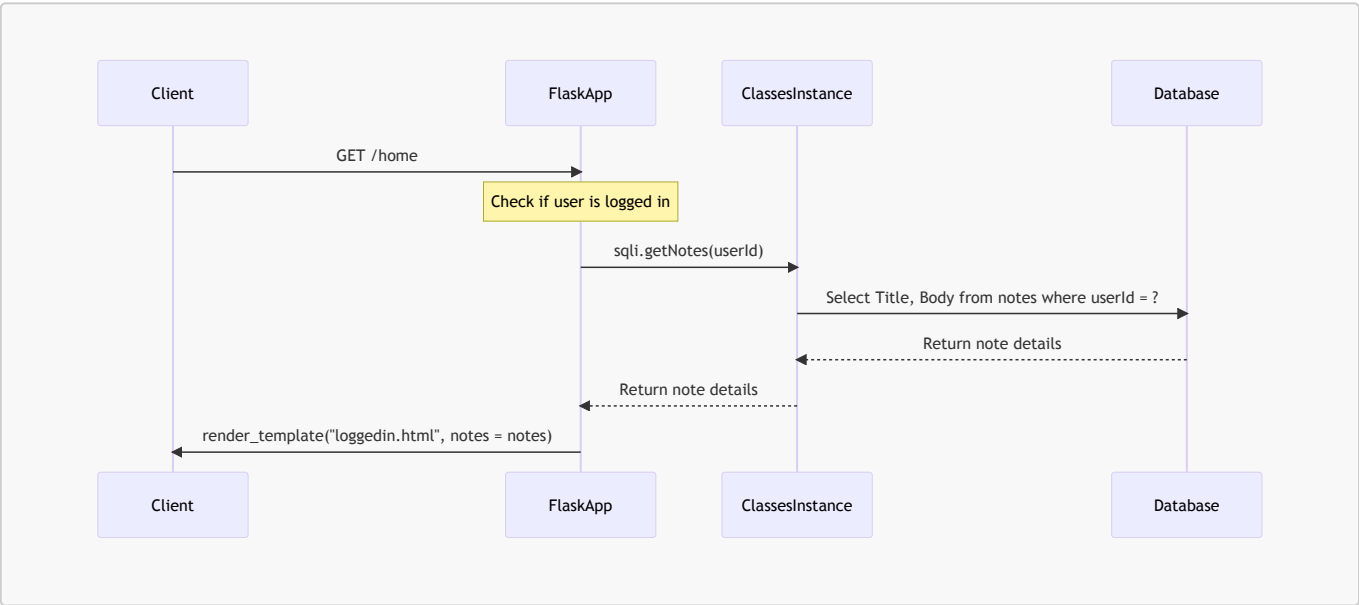 Client
FlaskApp
ClassesInstance
Database
GET /home
Check if user is logged in
sqli.getNotes(userId)
Select Title, Body from notes where userId = ?
Return note details
Return note details
render_template("loggedin.html", notes = notes)
Client
FlaskApp
ClassesInstance
Database